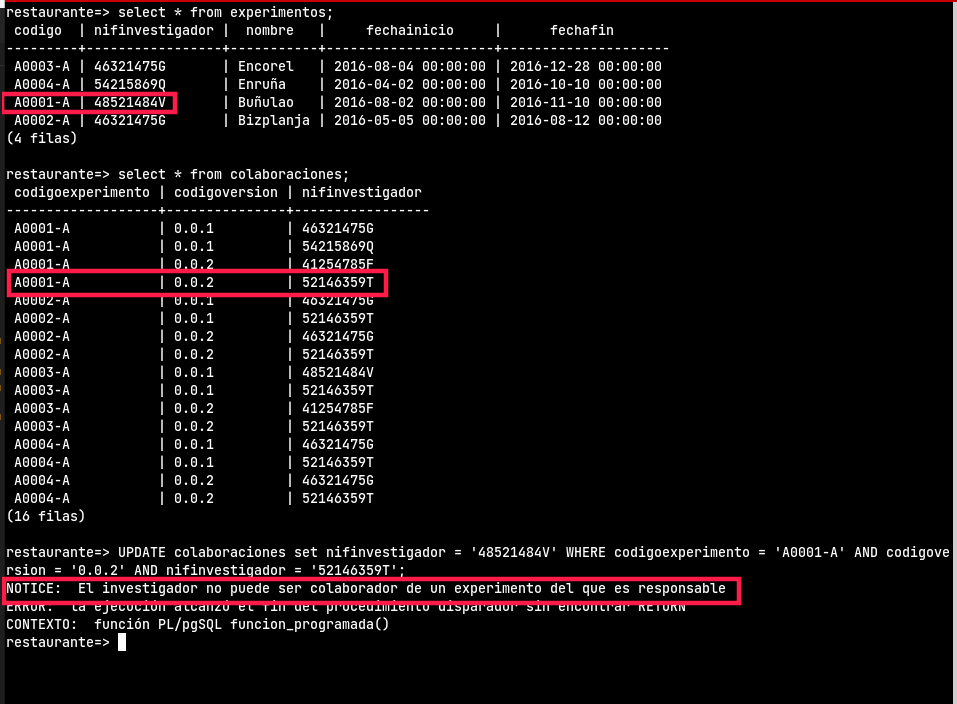 restaurante=> select * from experimentos;
 codigo | nifinvestigador |  nombre   |     fechainicio     |      fechafin
---------+-----------------+-----------+---------------------+---------------------
 A0003-A | 46321475G       | Encorel   | 2016-08-04 00:00:00 | 2016-12-28 00:00:00
 A0004-A | 54215869Q       | Enruña    | 2016-04-02 00:00:00 | 2016-10-10 00:00:00
 A0001-A | 48521484V       | Buñulao   | 2016-08-02 00:00:00 | 2016-11-10 00:00:00
 A0002-A | 46321475G       | Bizplanja | 2016-05-05 00:00:00 | 2016-08-12 00:00:00
(4 filas)
restaurante=> select * from colaboraciones;
 codigoexperimento | codigoversion | nifinvestigador
-------------------+---------------+-----------------
 A0001-A           | 0.0.1         | 46321475G
 A0001-A           | 0.0.1         | 54215869Q
 A0001-A           | 0.0.2         | 41254785F
 A0001-A           | 0.0.2         | 52146359T
 A0002-A           | 0.0.1         | 46321475G
 A0002-A           | 0.0.1         | 52146359T
 A0002-A           | 0.0.2         | 46321475G
 A0002-A           | 0.0.2         | 52146359T
 A0003-A           | 0.0.1         | 48521484V
 A0003-A           | 0.0.1         | 52146359T
 A0003-A           | 0.0.2         | 41254785F
 A0003-A           | 0.0.2         | 52146359T
 A0004-A           | 0.0.1         | 46321475G
 A0004-A           | 0.0.1         | 52146359T
 A0004-A           | 0.0.2         | 46321475G
 A0004-A           | 0.0.2         | 52146359T
(16 filas)
restaurante=> UPDATE colaboraciones set nifinvestigador = '48521484V' WHERE codigoexperimento = 'A0001-A' AND codigove
rsion = '0.0.2' AND nifinvestigador = '52146359T';
NOTICE:  El investigador no puede ser colaborador de un experimento del que es responsable
ERROR:  la ejecución alcanzó el fin del procedimiento disparador sin encontrar RETURN
CONTEXTO:  función PL/pgSQL funcion_programada()
restaurante=>